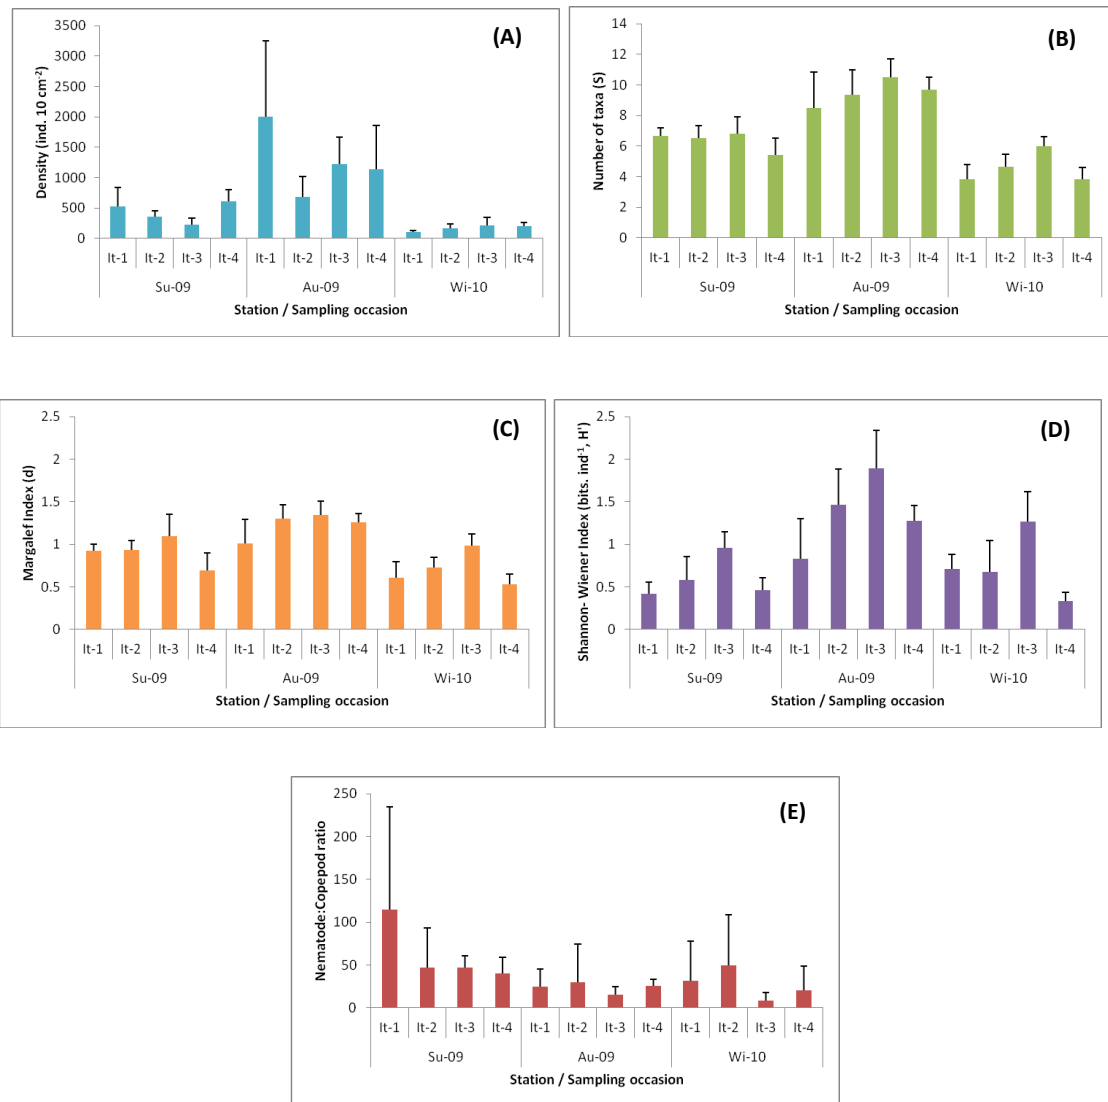 (A)
Density (ind. 10 cm⁻²)
3500
3000
2500
2000
1500
1000
500
0
It-1 It-2 It-3 It-4 It-1 It-2 It-3 It-4 It-1 It-2 It-3 It-4
Su-09 Au-09 Wi-10
Station / Sampling occasion
(B)
Number of taxa (S)
14
12
10
8
6
4
2
0
It-1 It-2 It-3 It-4 It-1 It-2 It-3 It-4 It-1 It-2 It-3 It-4
Su-09 Au-09 Wi-10
Station / Sampling occasion
(C)
Margalef Index (d)
2.5
2
1.5
1
0.5
0
It-1 It-2 It-3 It-4 It-1 It-2 It-3 It-4 It-1 It-2 It-3 It-4
Su-09 Au-09 Wi-10
Station / Sampling occasion
(D)
Shannon- Wiener Index (bits. ind⁻¹, H')
2.5
2
1.5
1
0.5
0
It-1 It-2 It-3 It-4 It-1 It-2 It-3 It-4 It-1 It-2 It-3 It-4
Su-09 Au-09 Wi-10
Station / Sampling occasion
(E)
Nematode:Copepod ratio
250
200
150
100
50
0
It-1 It-2 It-3 It-4 It-1 It-2 It-3 It-4 It-1 It-2 It-3 It-4
Su-09 Au-09 Wi-10
Station / Sampling occasion